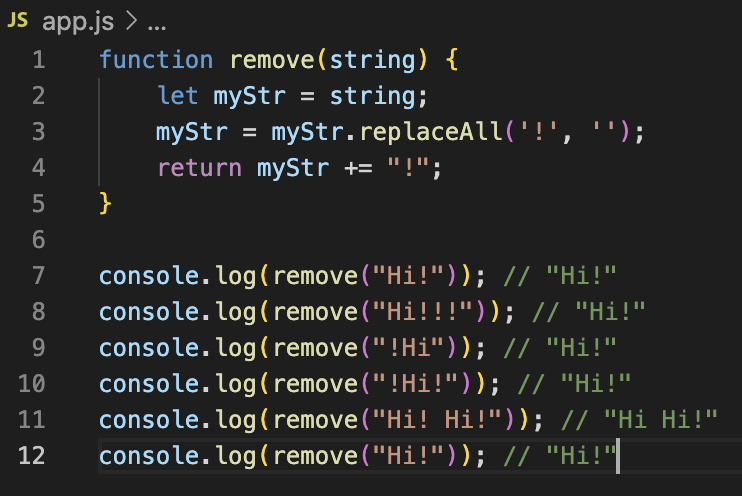 JS app.js > ...
1 function remove(string) {
2     let myStr = string;
3     myStr = myStr.replaceAll('!', '');
4     return myStr += "!";
5 }
6
7 console.log(remove("Hi!")); // "Hi!"
8 console.log(remove("Hi!!!")); // "Hi!"
9 console.log(remove("!Hi")); // "Hi!"
10 console.log(remove("!Hi!")); // "Hi!"
11 console.log(remove("Hi! Hi!")); // "Hi Hi!"
12 console.log(remove("Hi!")); // "Hi!"